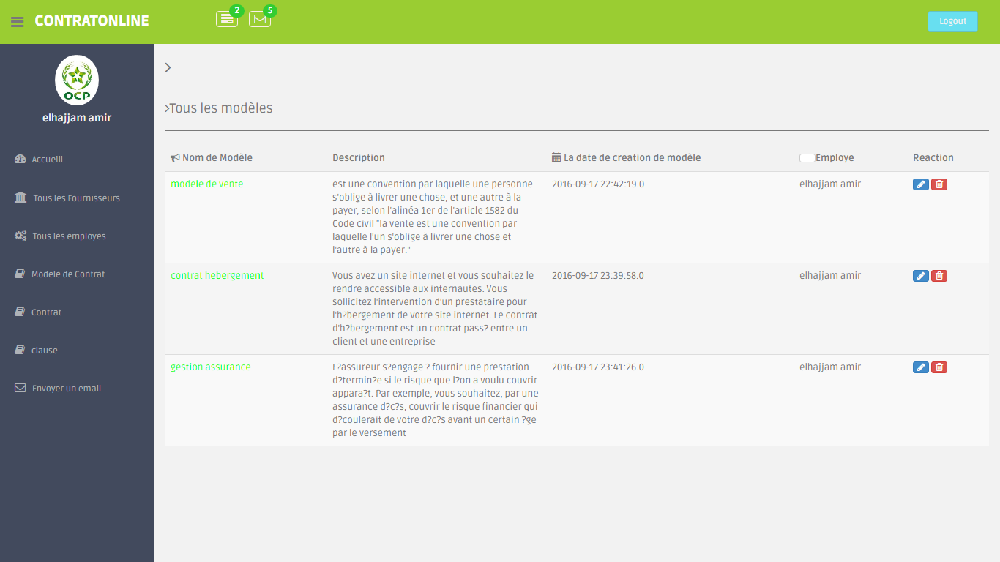 CONTRATONLINE
2
5
Logout
OCP
elhajjam amir
Accueill
Tous les Fournisseurs
Tous les employes
Modele de Contrat
Contrat
clause
Envoyer un email
Tous les modèles
Nom de Modèle Description La date de creation de modèle Employe Reaction
modele de vente
est une convention par laquelle une personne
s'oblige à livrer une chose, et une autre à la
payer, selon l'alinéa 1er de l'article 1582 du
Code civil "la vente est une convention par
laquelle l'un s'oblige à livrer une chose et
l'autre à la payer."
2016-09-17 22:42:19.0
elhajjam amir
contrat hebergement
Vous avez un site internet et vous souhaitez le
rendre accessible aux internautes. Vous
sollicitez l'intervention d'un prestataire pour
l'h?bergement de votre site internet. Le contrat
d'h?bergement est un contrat pass? entre un
client et une entreprise
2016-09-17 23:39:58.0
elhajjam amir
gestion assurance
L?assureur s?engage ? fournir une prestation
d?termin?e si le risque que l?on a voulu couvrir
appara?t. Par exemple, vous souhaitez, par une
assurance d?c?s, couvrir le risque financier qui
d?coulerait de votre d?c?s avant un certain ?ge
par le versement
2016-09-17 23:41:26.0
elhajjam amir